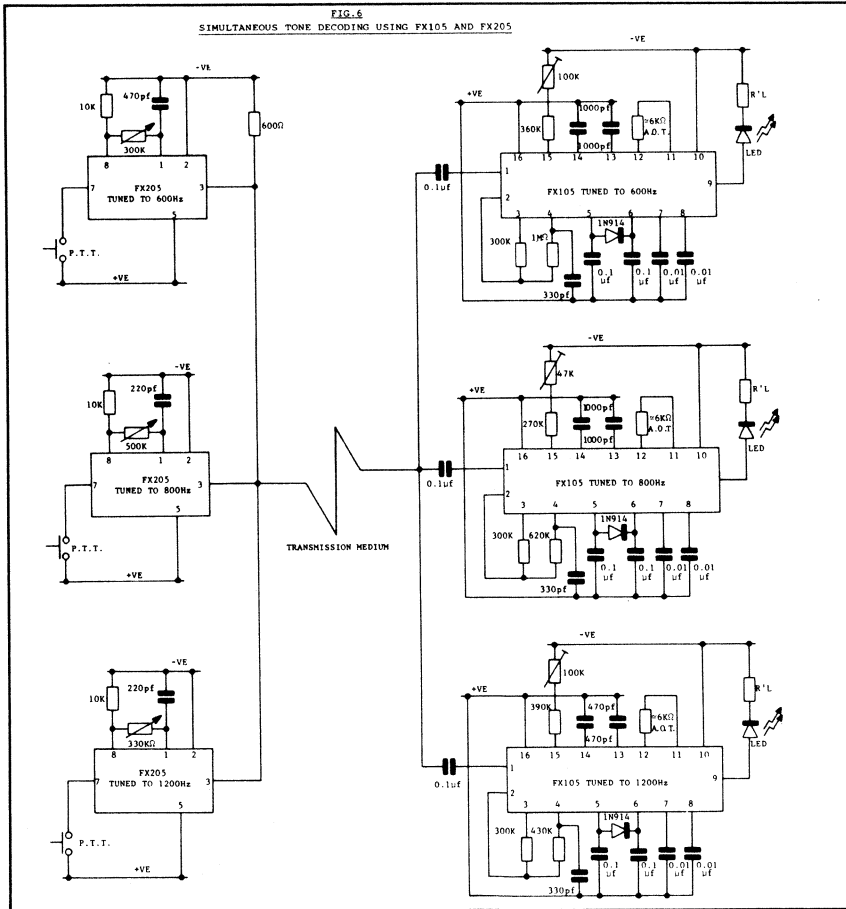 FIG.6
SIMULTANEOUS TONE DECODING USING FX105 AND FX205
-VE
10K
470pf
300K
600Ω
8
1
2
7
FX205
TUNED TO 600Hz
3
5
P.T.T.
+VE
-VE
10K
220pf
500K
8
1
2
7
FX205
TUNED TO 800Hz
3
5
P.T.T.
+VE
-VE
10K
220pf
330KΩ
8
1
2
7
FX205
TUNED TO 1200Hz
3
5
P.T.T.
+VE
TRANSMISSION MEDIUM
-VE
100K
+VE
360K
1000pf
1000pf
≈6KΩ
A.O.T.
R'L
LED
16
15
14
13
12
11
10
0.1uf
1
2
FX105 TUNED TO 600Hz
9
3
4
5
6
7
8
1N914
300K
1MΩ
330pf
0.1
uf
0.1
uf
0.01
uf
0.01
uf
-VE
47K
+VE
270K
1000pf
1000pf
≈6KΩ
A.O.T.
R'L
LED
16
15
14
13
12
11
10
0.1uf
1
2
FX105 TUNED TO 800Hz
3
4
5
6
7
8
1N914
300K
620K
330pf
0.1
uf
0.1
uf
0.01
uf
0.01
uf
-VE
100K
+VE
390K
470pf
470pf
≈6KΩ
A.O.T.
R'L
LED
16
15
14
13
12
11
10
0.1uf
1
2
FX105 TUNED TO 1200Hz
9
3
4
5
6
7
8
1N914
300K
430K
330pf
0.1
uf
0.1
uf
0.01
uf
0.01
uf